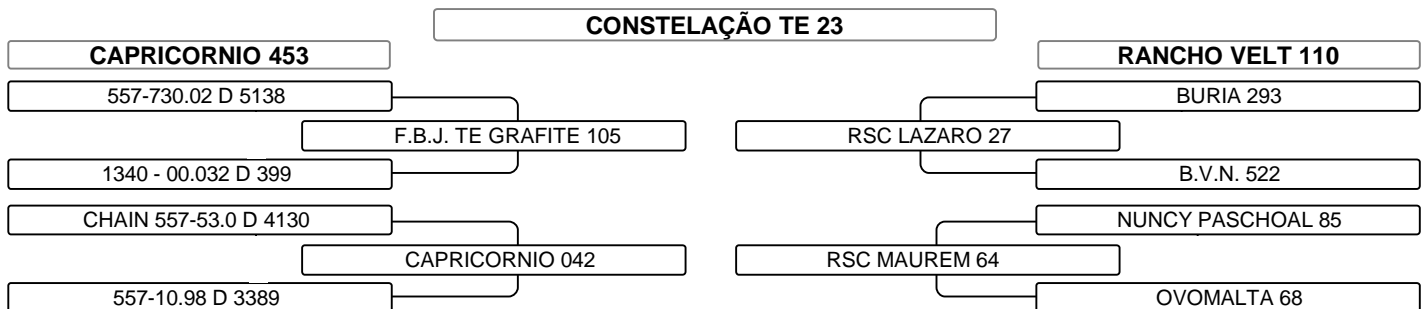 CONSTELAÇÃO TE 23
CAPRICORNIO 453
RANCHO VELT 110
557-730.02 D 5138
BURIA 293
F.B.J. TE GRAFITE 105
RSC LAZARO 27
1340 - 00.032 D 399
B.V.N. 522
CHAIN 557-53.0 D 4130
NUNCY PASCHOAL 85
CAPRICORNIO 042
RSC MAUREM 64
557-10.98 D 3389
OVOMALTA 68